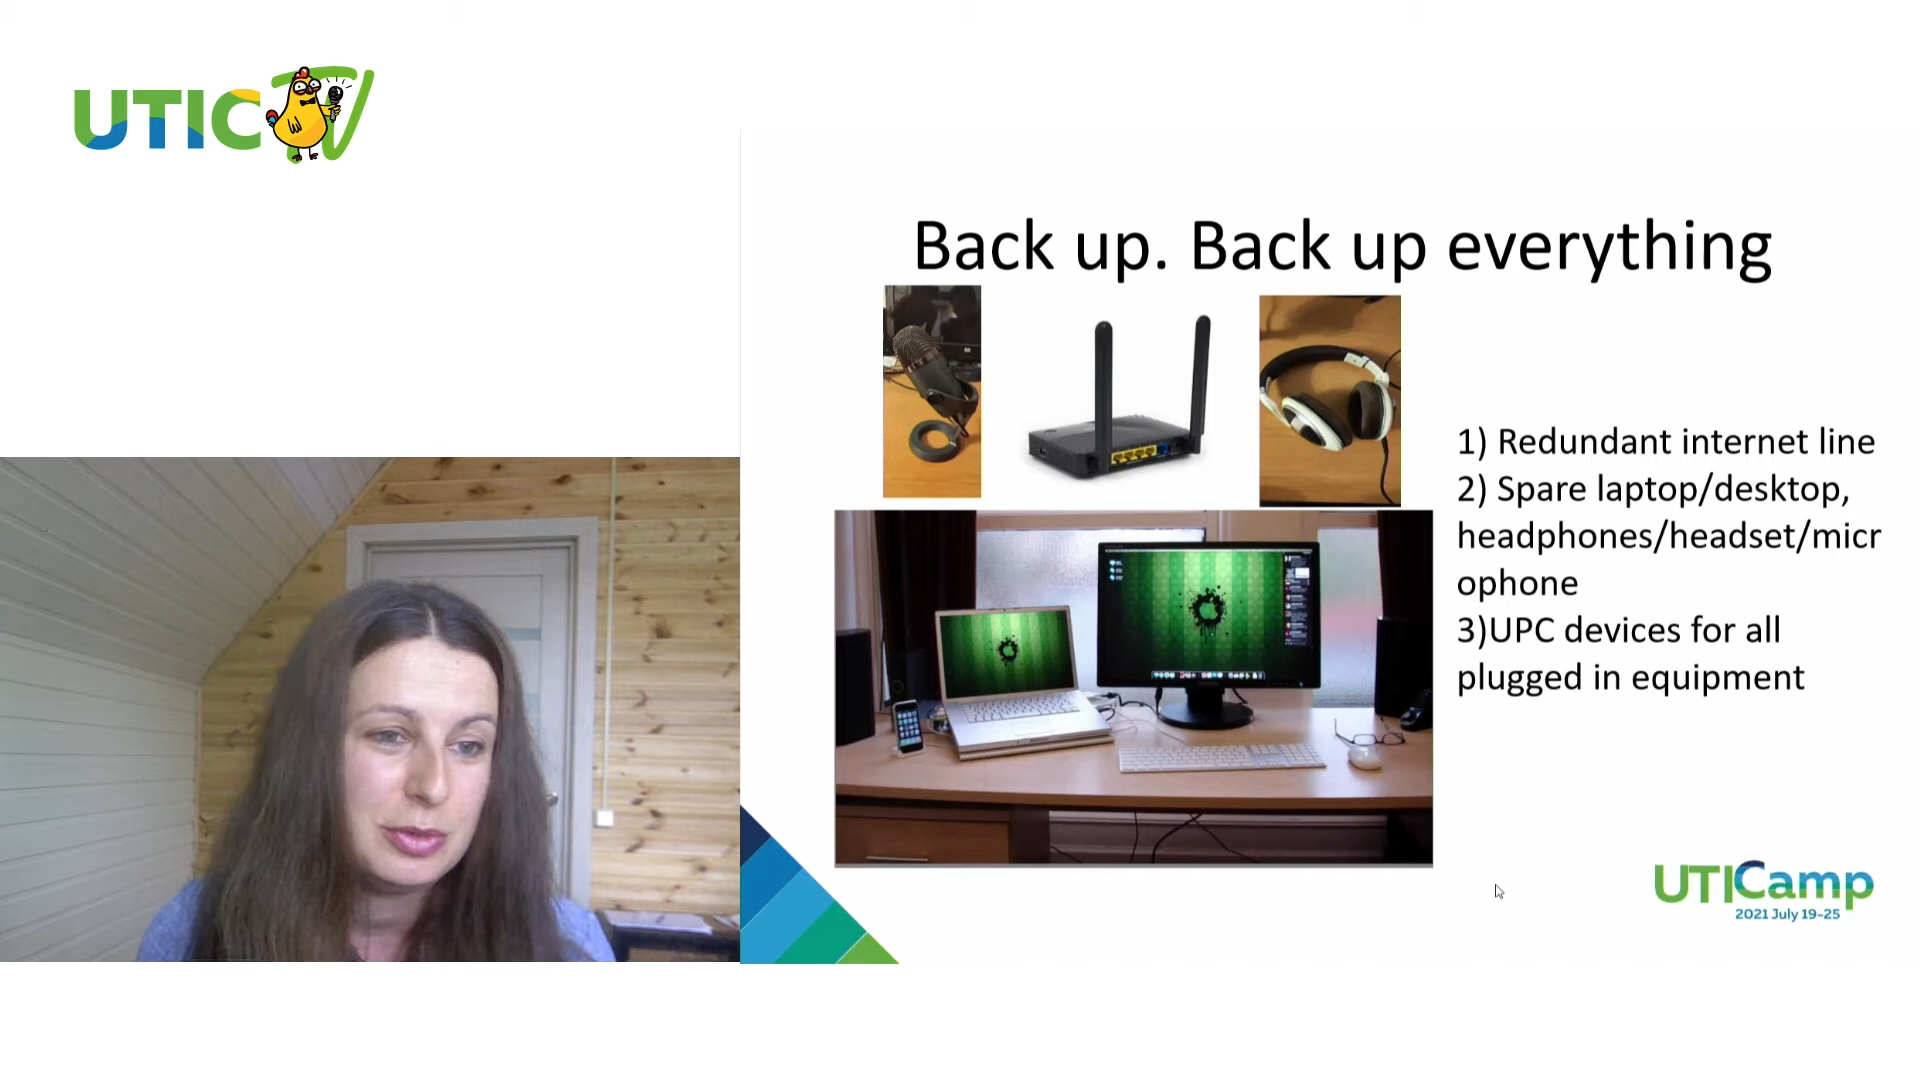 UTIC TV
Back up. Back up everything
1) Redundant internet line
2) Spare laptop/desktop,
headphones/headset/micr
ophone
3)UPC devices for all
plugged in equipment
UTICamp
2021 July 19-25